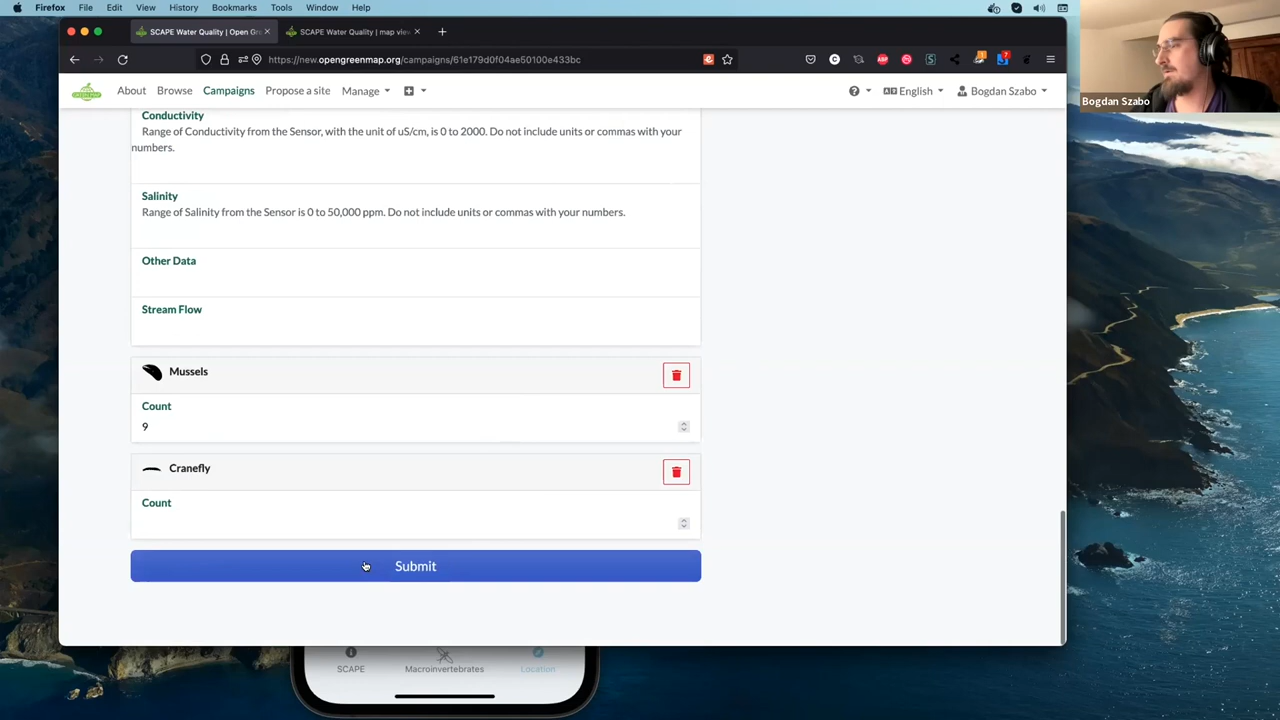 Firefox File Edit View History Bookmarks Tools Window Help
SCAPE Water Quality | Open Gre
SCAPE Water Quality | map view
https://new.opengreenmap.org/campaigns/61e179d0f04ae50100e433bc
About Browse Campaigns Propose a site Manage English Bogdan Szabo
Bogdan Szabo
Conductivity
Range of Conductivity from the Sensor, with the unit of uS/cm, is 0 to 2000. Do not include units or commas with your
numbers.
Salinity
Range of Salinity from the Sensor is 0 to 50,000 ppm. Do not include units or commas with your numbers.
Other Data
Stream Flow
Mussels
Count
9
Cranefly
Count
Submit
SCAPE Macroinvertebrates Location